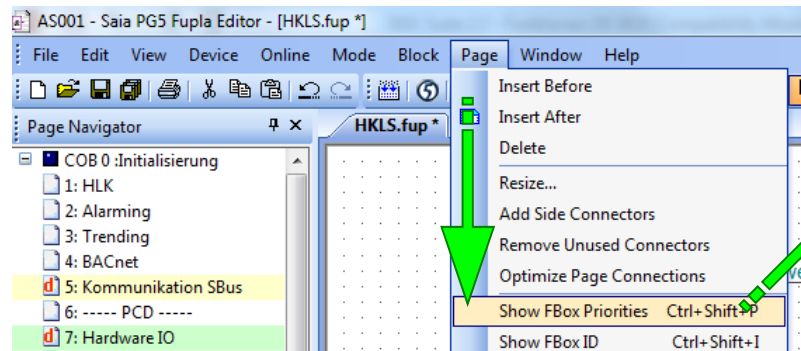 AS001 - Saia PG5 Fupla Editor - [HKLS.fup *]
File Edit View Device Online Mode Block Page Window Help
Page Navigator
HKLS.fup *
COB 0 :Initialisierung
1: HLK
2: Alarming
3: Trending
4: BACnet
5: Kommunikation SBus
6: ----- PCD -----
7: Hardware IO
Insert Before
Insert After
Delete
Resize...
Add Side Connectors
Remove Unused Connectors
Optimize Page Connections
Show FBox Priorities Ctrl+Shift+P
Show FBox ID Ctrl+Shift+I